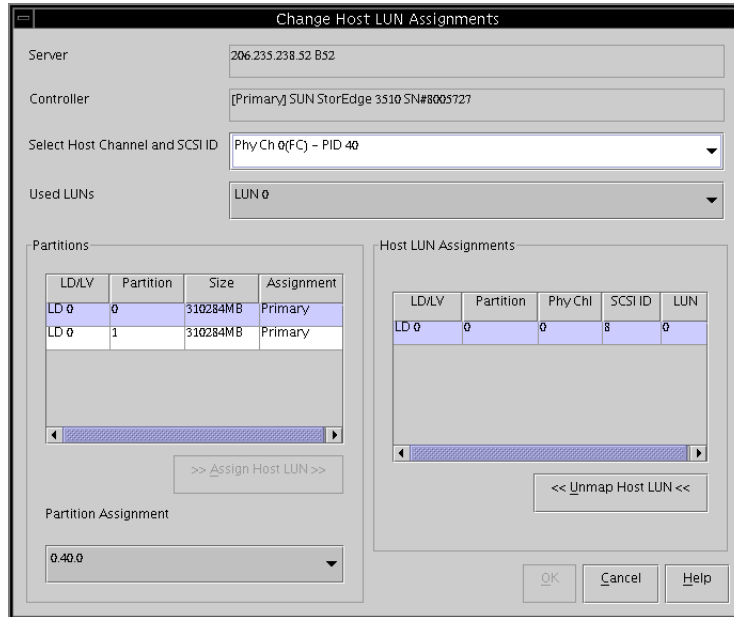 Change Host LUN Assignments
Server
206.235.238.52 B52
Controller
[Primary] SUN StorEdge 3510 SN#8005727
Select Host Channel and SCSI ID
Phy Ch 0(FC) – PID 40
Used LUNs
LUN 0
Partitions
LD/LV Partition Size Assignment
LD 0 0 310284MB Primary
LD 0 1 310284MB Primary
>> Assign Host LUN >>
Partition Assignment
0.40.0
Host LUN Assignments
LD/LV Partition Phy Chl SCSI ID LUN
LD 0 0 0 8 0
<< Unmap Host LUN <<
OK Cancel Help